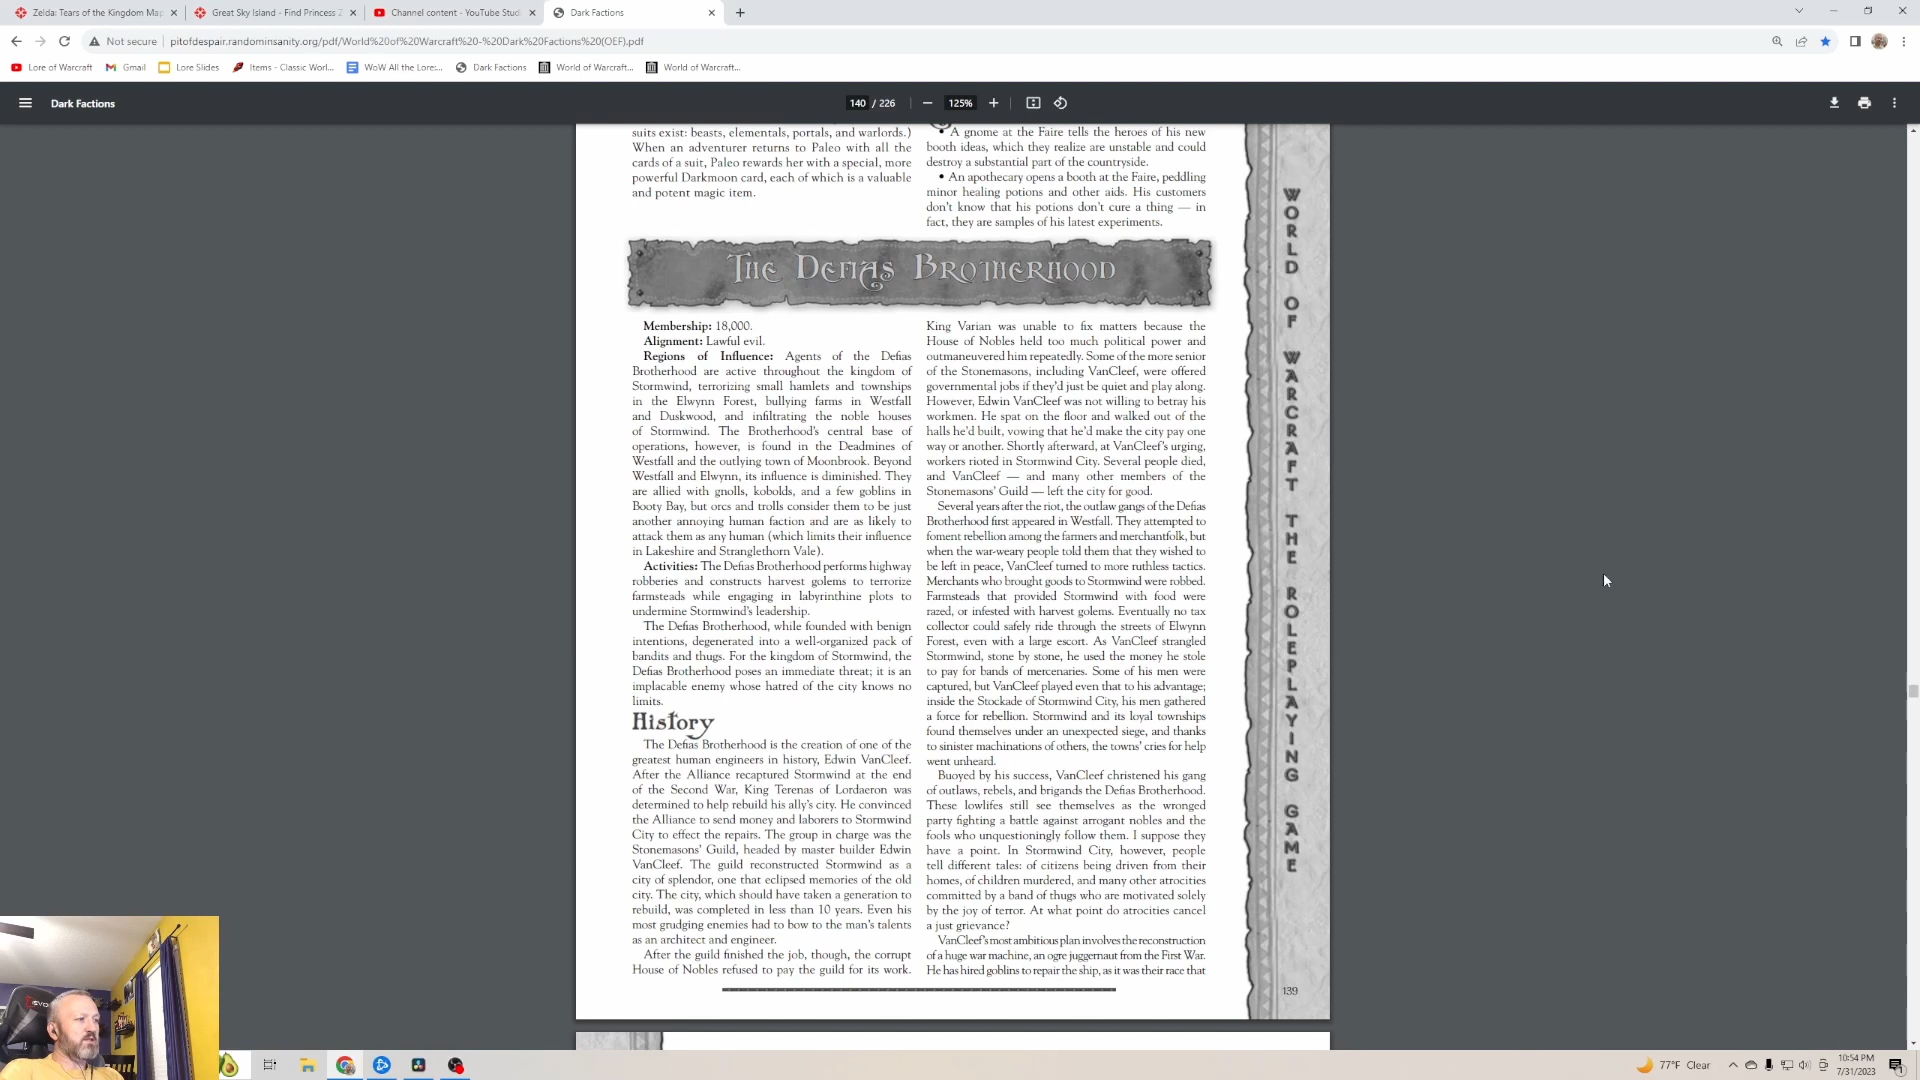 Zelda: Tears of the Kingdom Map
Great Sky Island - Find Princess Z
Channel content - YouTube Studi
Dark Factions
Not secure
pitofdespair.randominsanity.org/pdf/World%20of%20Warcraft%20-%20Dark%20Factions%20(OEF).pdf
Lore of Warcraft
Gmail
Lore Slides
Items - Classic Worl...
WoW All the Lore:...
Dark Factions
World of Warcraft...
World of Warcraft...
Dark Factions
140 / 226
125%
suits exist: beasts, elementals, portals, and warlords.)
When an adventurer returns to Paleo with all the
cards of a suit, Paleo rewards her with a special, more
powerful Darkmoon card, each of which is a valuable
and potent magic item.
• A gnome at the Faire tells the heroes of his new
booth ideas, which they realize are unstable and could
destroy a substantial part of the countryside.
• An apothecary opens a booth at the Faire, peddling
minor healing potions and other aids. His customers
don't know that his potions don't cure a thing — in
fact, they are samples of his latest experiments.
The Defias Brotherhood
Membership: 18,000.
Alignment: Lawful evil.
Regions of Influence: Agents of the Defias
Brotherhood are active throughout the kingdom of
Stormwind, terrorizing small hamlets and townships
in the Elwynn Forest, bullying farms in Westfall
and Duskwood, and infiltrating the noble houses
of Stormwind. The Brotherhood's central base of
operations, however, is found in the Deadmines of
Westfall and the outlying town of Moonbrook. Beyond
Westfall and Elwynn, its influence is diminished. They
are allied with gnolls, kobolds, and a few goblins in
Booty Bay, but orcs and trolls consider them to be just
another annoying human faction and are as likely to
attack them as any human (which limits their influence
in Lakeshire and Stranglethorn Vale).
Activities: The Defias Brotherhood performs highway
robberies and constructs harvest golems to terrorize
farmsteads while engaging in labyrinthine plots to
undermine Stormwind's leadership.
The Defias Brotherhood, while founded with benign
intentions, degenerated into a well-organized pack of
bandits and thugs. For the kingdom of Stormwind, the
Defias Brotherhood poses an immediate threat; it is an
implacable enemy whose hatred of the city knows no
limits.
History
The Defias Brotherhood is the creation of one of the
greatest human engineers in history, Edwin VanCleef.
After the Alliance recaptured Stormwind at the end
of the Second War, King Terenas of Lordaeron was
determined to help rebuild his ally's city. He convinced
the Alliance to send money and laborers to Stormwind
City to effect the repairs. The group in charge was the
Stonemasons' Guild, headed by master builder Edwin
VanCleef. The guild reconstructed Stormwind as a
city of splendor, one that eclipsed memories of the old
city. The city, which should have taken a generation to
rebuild, was completed in less than 10 years. Even his
most grudging enemies had to bow to the man's talents
as an architect and engineer.
After the guild finished the job, though, the corrupt
House of Nobles refused to pay the guild for its work.
King Varian was unable to fix matters because the
House of Nobles held too much political power and
outmaneuvered him repeatedly. Some of the more senior
of the Stonemasons, including VanCleef, were offered
governmental jobs if they'd just be quiet and play along.
However, Edwin VanCleef was not willing to betray his
workmen. He spat on the floor and walked out of the
halls he'd built, vowing that he'd make the city pay one
way or another. Shortly afterward, at VanCleef's urging,
workers rioted in Stormwind City. Several people died,
and VanCleef — and many other members of the
Stonemasons' Guild — left the city for good.
Several years after the riot, the outlaw gangs of the Defias
Brotherhood first appeared in Westfall. They attempted to
foment rebellion among the farmers and merchantfolk, but
when the war-weary people told them that they wished to
be left in peace, VanCleef turned to more ruthless tactics.
Merchants who brought goods to Stormwind were robbed.
Farmsteads that provided Stormwind with food were
razed, or infested with harvest golems. Eventually no tax
collector could safely ride through the streets of Elwynn
Forest, even with a large escort. As VanCleef strangled
Stormwind, stone by stone, he used the money he stole
to pay for bands of mercenaries. Some of his men were
captured, but VanCleef played even that to his advantage;
inside the Stockade of Stormwind City, his men gathered
a force for rebellion. Stormwind and its loyal townships
found themselves under an unexpected siege, and thanks
to sinister machinations of others, the towns' cries for help
went unheard.
Buoyed by his success, VanCleef christened his gang
of outlaws, rebels, and brigands the Defias Brotherhood.
These lowlifes still see themselves as the wronged
party fighting a battle against arrogant nobles and the
fools who unquestioningly follow them. I suppose they
have a point. In Stormwind City, however, people
tell different tales: of citizens being driven from their
homes, of children murdered, and many other atrocities
committed by a band of thugs who are motivated solely
by the joy of terror. At what point do atrocities cancel
a just grievance?
VanCleef's most ambitious plan involves the reconstruction
of a huge war machine, an ogre juggernaut from the First War.
He has hired goblins to repair the ship, as it was their race that
139
WORLD OF WARCRAFT THE ROLEPLAYING GAME
77°F Clear
10:54 PM
7/31/2023